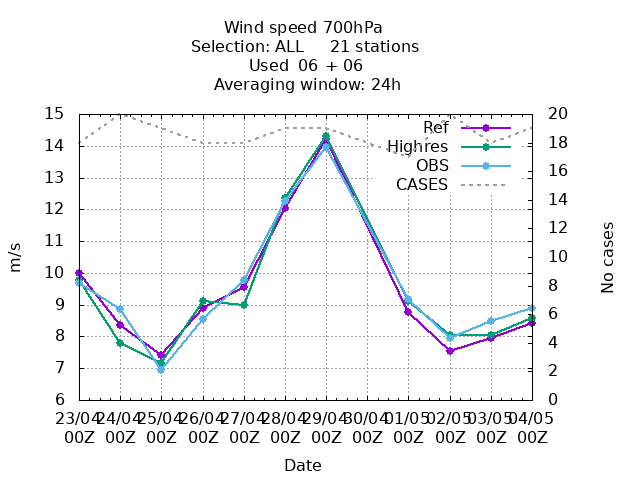 Wind speed 700hPa
Selection: ALL 21 stations
Used 06 + 06
Averaging window: 24h
15 20
14 18
13 16
12 14
11 12
10 10
9 8
8 6
7 4
6 2
0
Ref
Highres
OBS
CASES
m/s
No cases
23/04 24/04 25/04 26/04 27/04 28/04 29/04 30/04 01/05 02/05 03/05 04/05
00Z 00Z 00Z 00Z 00Z 00Z 00Z 00Z 00Z 00Z 00Z 00Z
Date